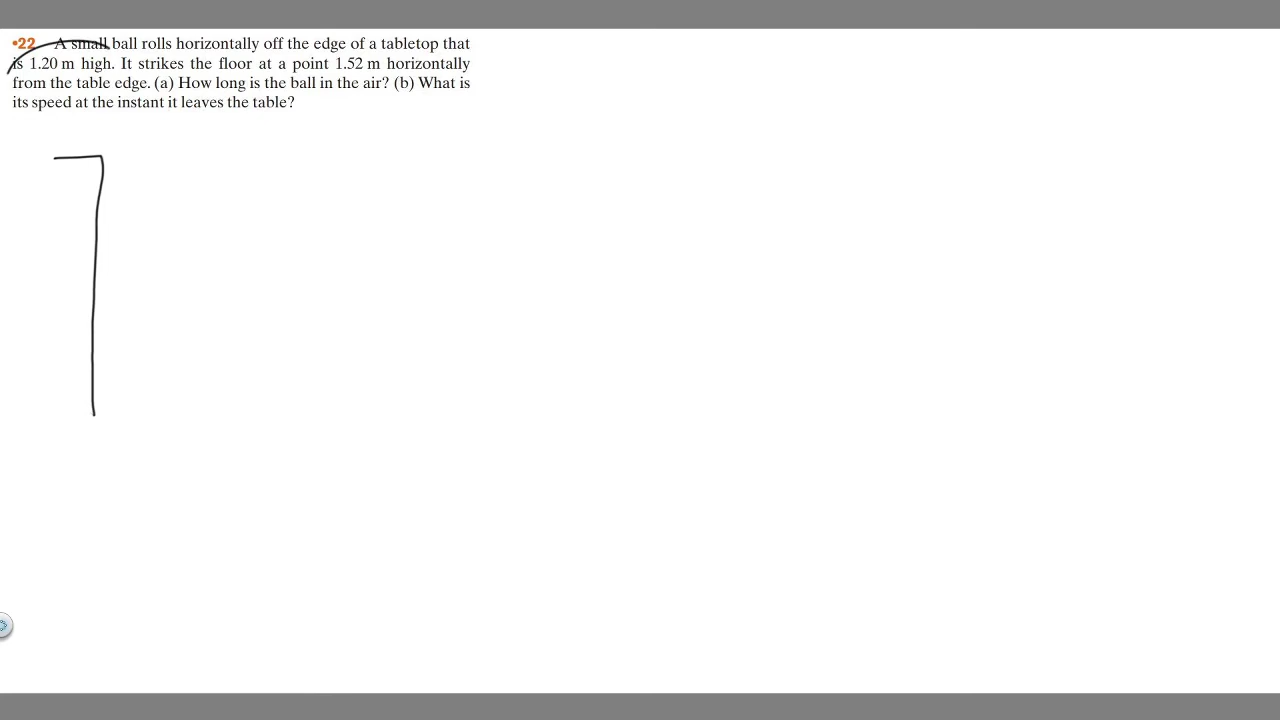 •22 A small ball rolls horizontally off the edge of a tabletop that
is 1.20 m high. It strikes the floor at a point 1.52 m horizontally
from the table edge. (a) How long is the ball in the air? (b) What is
its speed at the instant it leaves the table?